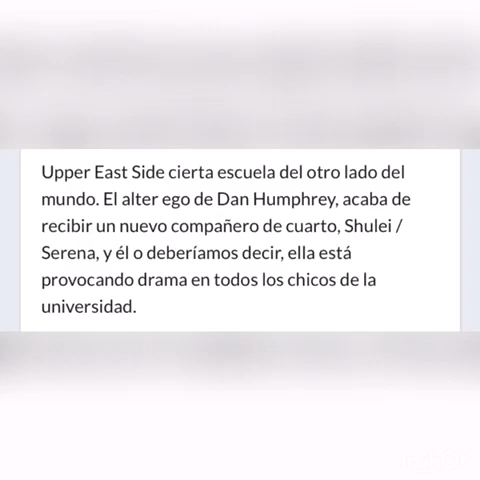 Upper East Side cierta escuela del otro lado del
mundo. El alter ego de Dan Humphrey, acaba de
recibir un nuevo compañero de cuarto, Shulei /
Serena, y él o deberíamos decir, ella está
provocando drama en todos los chicos de la
universidad.